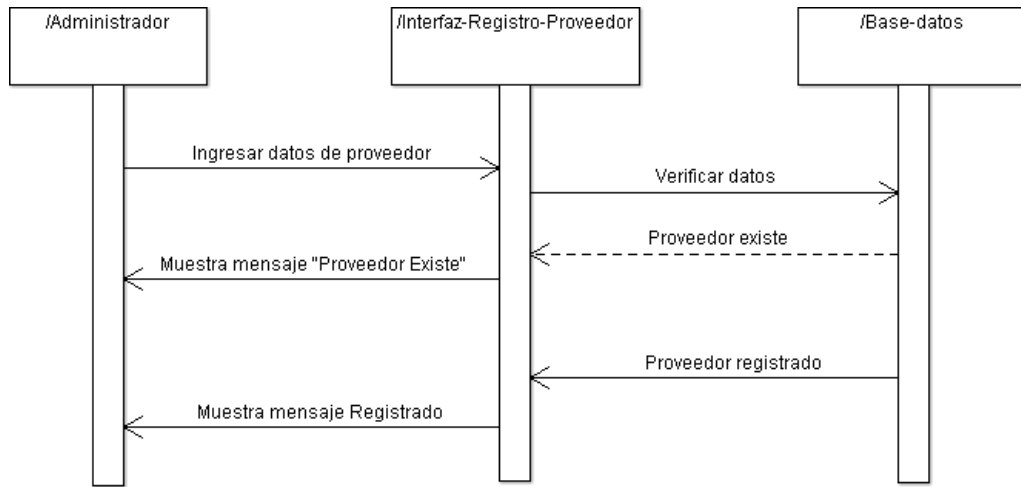 /Administrador
/Interfaz-Registro-Proveedor
/Base-datos
Ingresar datos de proveedor
Verificar datos
Proveedor existe
Muestra mensaje "Proveedor Existe"
Proveedor registrado
Muestra mensaje Registrado